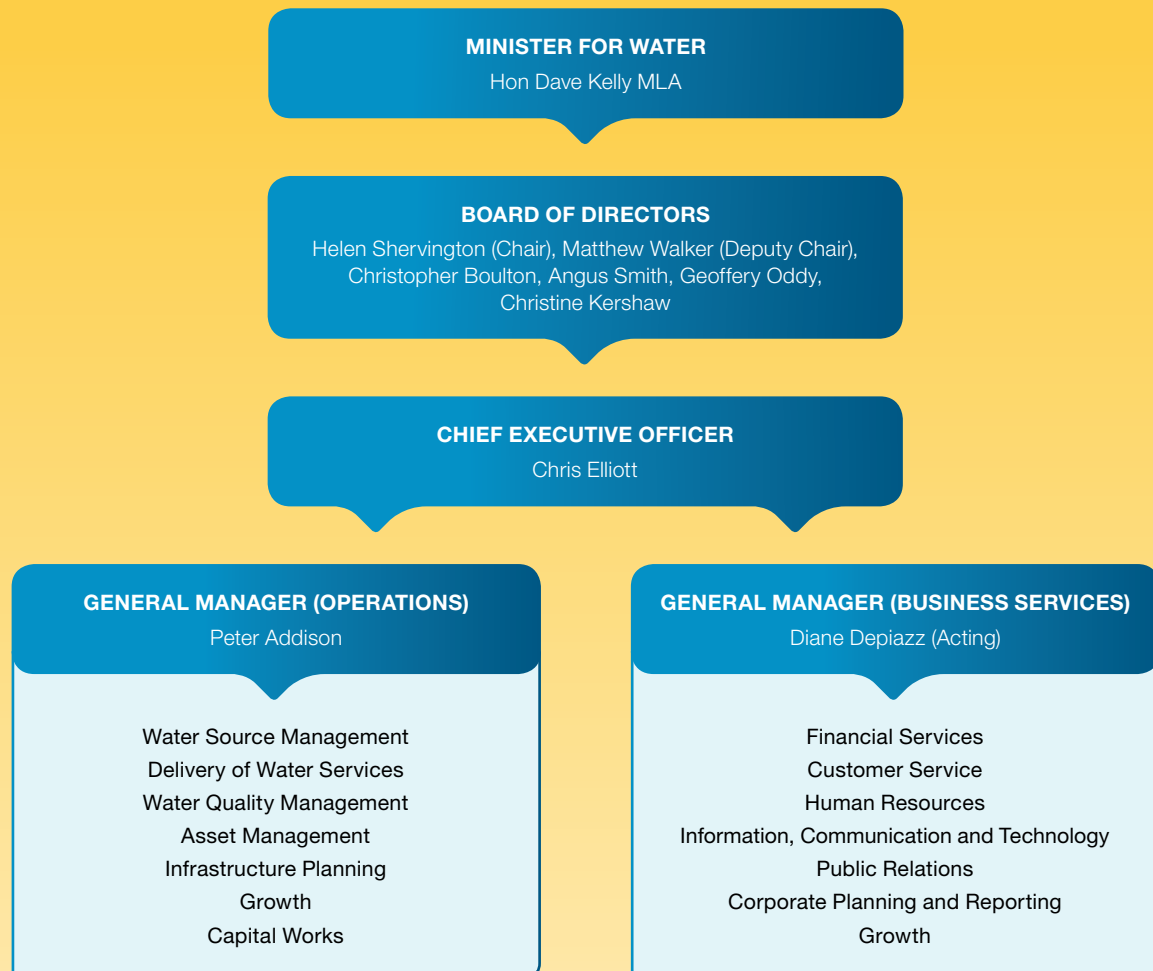 MINISTER FOR WATER
Hon Dave Kelly MLA
BOARD OF DIRECTORS
Helen Shervington (Chair), Matthew Walker (Deputy Chair),
Christopher Boulton, Angus Smith, Geoffery Oddy,
Christine Kershaw
CHIEF EXECUTIVE OFFICER
Chris Elliott
GENERAL MANAGER (OPERATIONS)
Peter Addison
Water Source Management
Delivery of Water Services
Water Quality Management
Asset Management
Infrastructure Planning
Growth
Capital Works
GENERAL MANAGER (BUSINESS SERVICES)
Diane Depiazz (Acting)
Financial Services
Customer Service
Human Resources
Information, Communication and Technology
Public Relations
Corporate Planning and Reporting
Growth